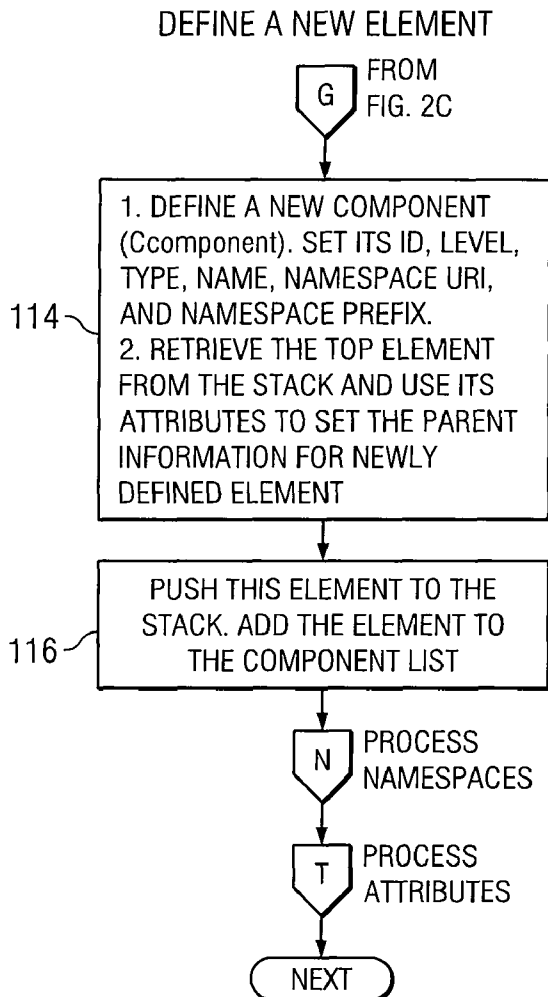 DEFINE A NEW ELEMENT
G
FROM
FIG. 2C
1. DEFINE A NEW COMPONENT
(Ccomponent). SET ITS ID, LEVEL,
TYPE, NAME, NAMESPACE URI,
AND NAMESPACE PREFIX.
2. RETRIEVE THE TOP ELEMENT
FROM THE STACK AND USE ITS
ATTRIBUTES TO SET THE PARENT
INFORMATION FOR NEWLY
DEFINED ELEMENT
114
PUSH THIS ELEMENT TO THE
STACK. ADD THE ELEMENT TO
THE COMPONENT LIST
116
N
PROCESS
NAMESPACES
T
PROCESS
ATTRIBUTES
NEXT